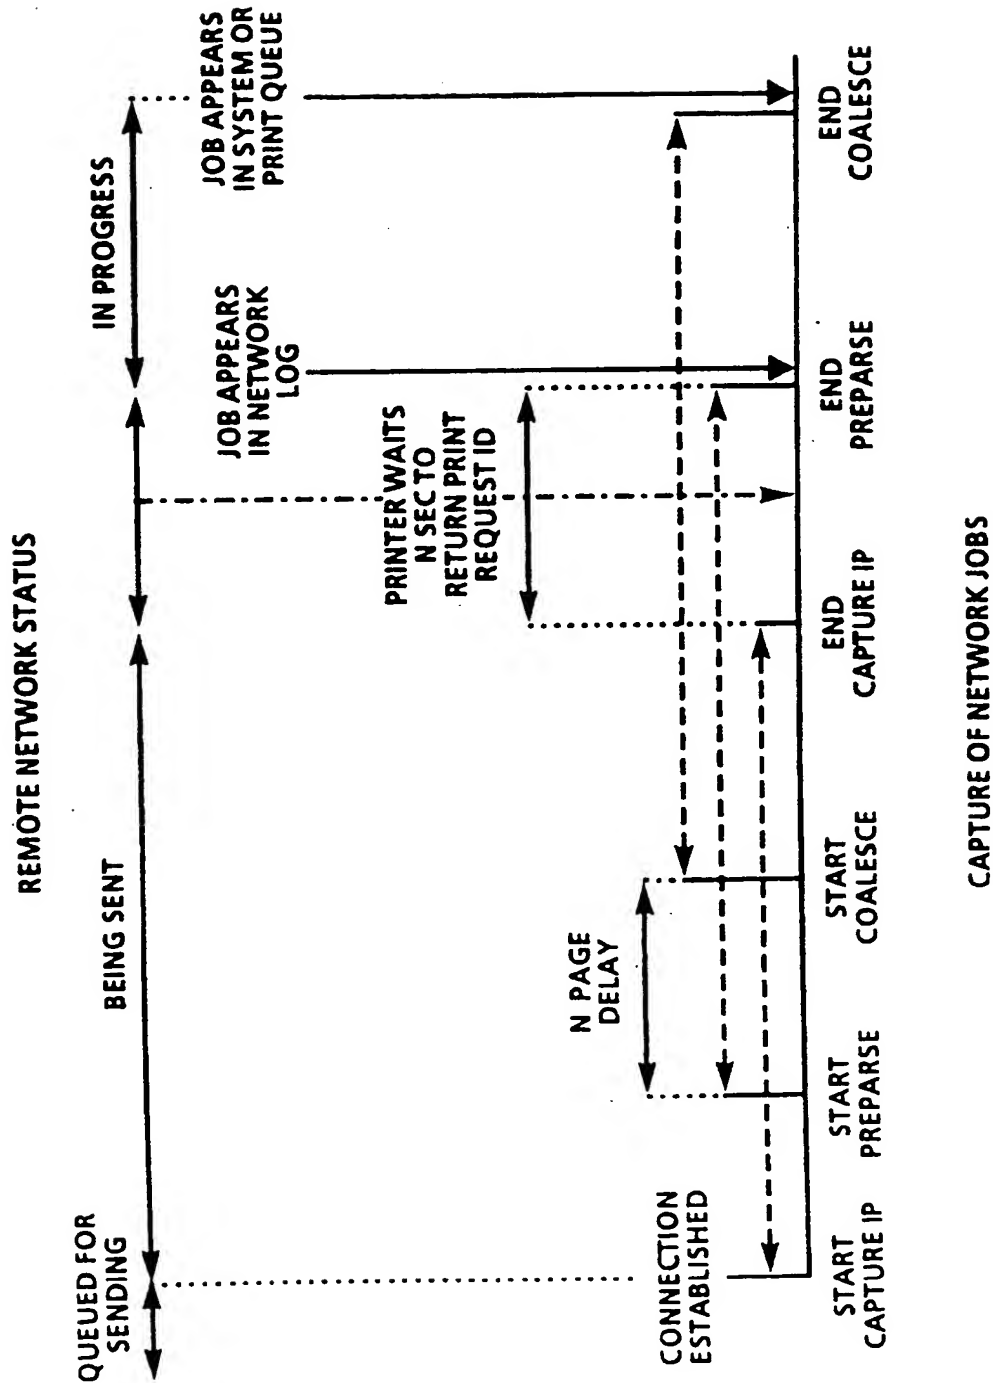 REMOTE NETWORK STATUS
QUEUED FOR
SENDING
BEING SENT
IN PROGRESS
JOB APPEARS
IN NETWORK
LOG
JOB APPEARS
IN SYSTEM OR
PRINT QUEUE
PRINTER WAITS
N SEC TO
RETURN PRINT
REQUEST ID
N PAGE
DELAY
CONNECTION
ESTABLISHED
START
CAPTURE IP
START
PREPARSE
START
COALESCE
END
CAPTURE IP
END
PREPARSE
END
COALESCE
CAPTURE OF NETWORK JOBS